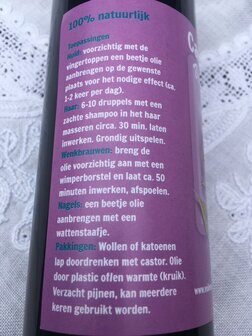 100% natuurlijk
Toepassingen
Huid: voorzichtig met de
vingertoppen een beetje olie
aanbrengen op de gewenste
plaats voor het nodige effect (ca.
1-2 keer per dag).
Haar: 6-10 druppels met een
zachte shampoo in het haar
masseren circa. 30 min. laten
inwerken. Grondig uitspelen.
Wenkbrauwen: breng de
olie voorzichtig aan met een
wimperborstel en laat ca. 50
minuten inwerken, afspoelen.
Nagels: een beetje olie
aanbrengen met een
wattenstaafje.
Pakkingen: Wollen of katoenen
lap doordrenken met castor. Olie
door plastic offen warmte (kruik).
Verzacht pijnen, kan meerdere
keren gebruikt worden.
Ca